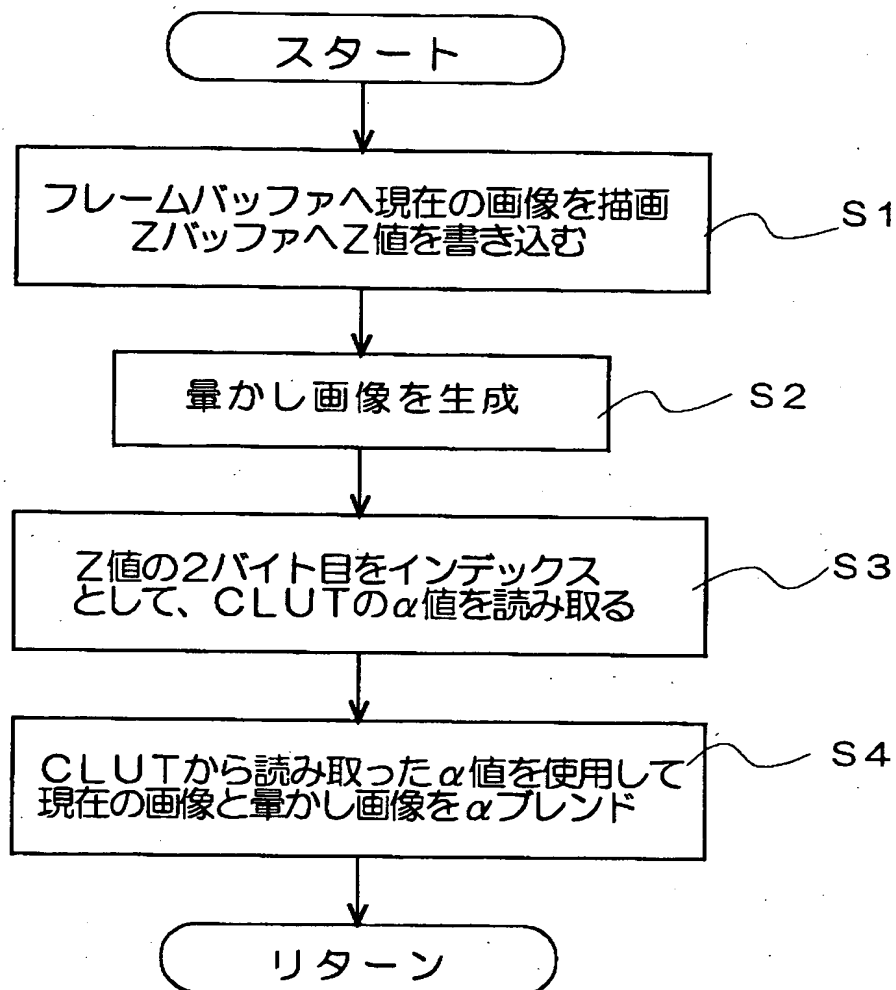 スタート
フレームバッファへ現在の画像を描画
ZバッファへZ値を書き込む
S1
暈かし画像を生成
S2
Z値の2バイト目をインデックス
として、CLUTのα値を読み取る
S3
CLUTから読み取ったα値を使用して
現在の画像と暈かし画像をαブレンド
S4
リターン